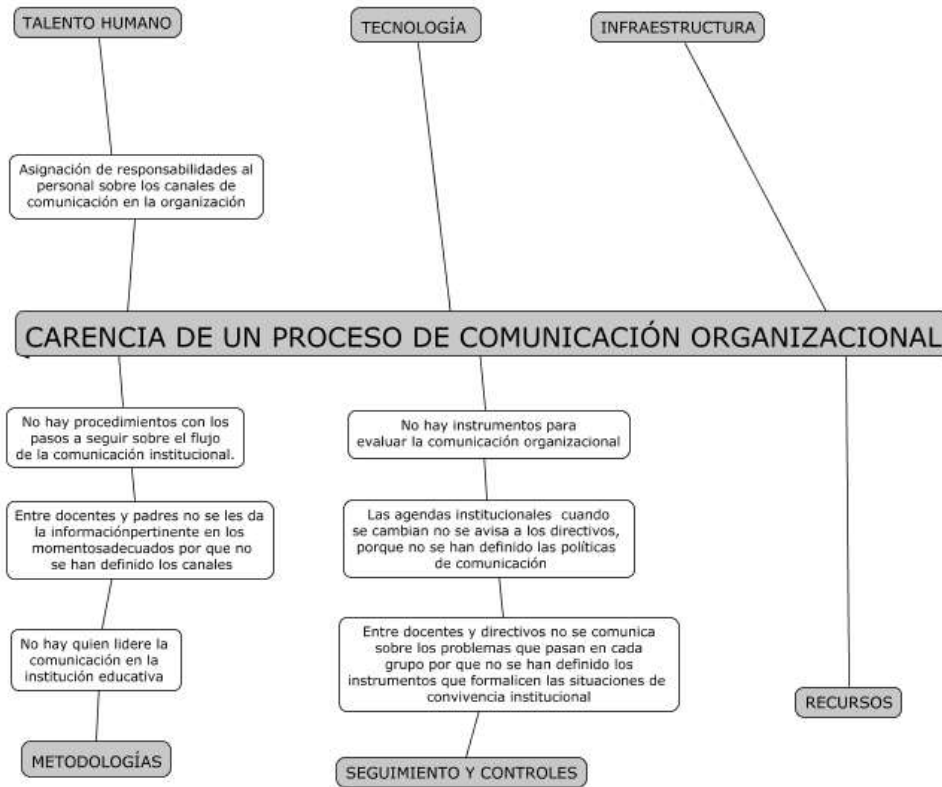 TALENTO HUMANO
TECNOLOGÍA
INFRAESTRUCTURA
Asignación de responsabilidades al
personal sobre los canales de
comunicación en la organización
CARENCIA DE UN PROCESO DE COMUNICACIÓN ORGANIZACIONAL
No hay procedimientos con los
pasos a seguir sobre el flujo
de la comunicación institucional.
No hay instrumentos para
evaluar la comunicación organizacional
Entre docentes y padres no se les da
la informaciónpertinente en los
momentosadecuados por que no
se han definido los canales
Las agendas institucionales cuando
se cambian no se avisa a los directivos,
porque no se han definido las políticas
de comunicación
No hay quien lidere la
comunicación en la
institución educativa
Entre docentes y directivos no se comunica
sobre los problemas que pasan en cada
grupo por que no se han definido los
instrumentos que formalicen las situaciones de
convivencia institucional
RECURSOS
METODOLOGÍAS
SEGUIMIENTO Y CONTROLES